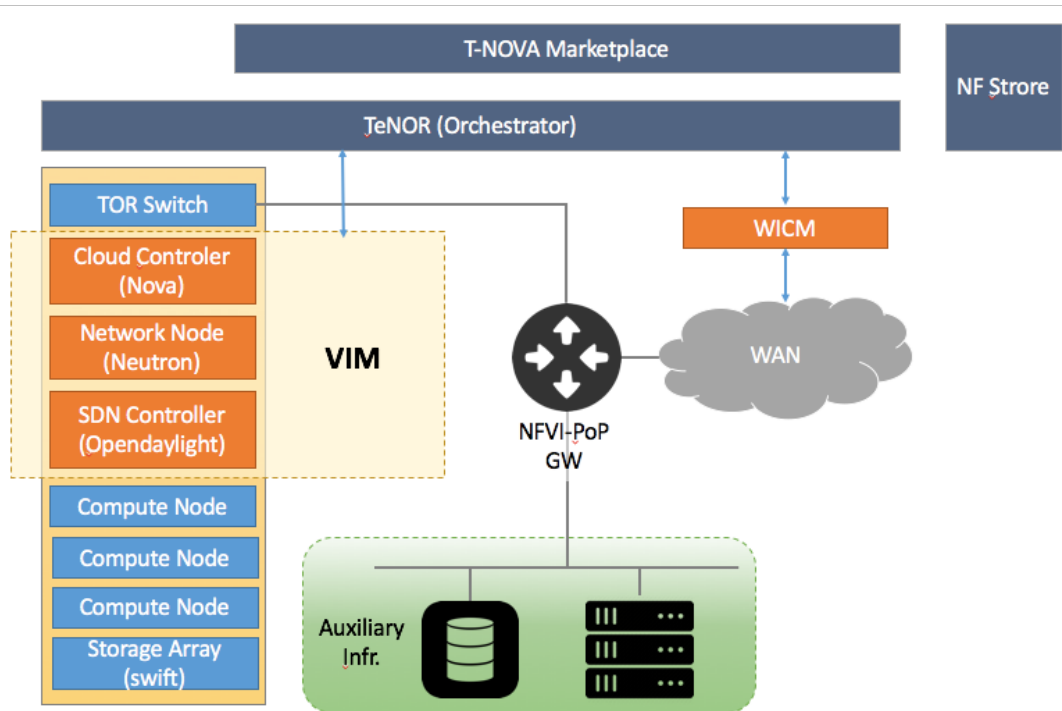 T-NOVA Marketplace
NF Strore
TeNOR (Orchestrator)
TOR Switch
WICM
Cloud Controler
(Nova)
Network Node
(Neutron)
VIM
WAN
SDN Controller
(Opendaylight)
NFVI-PoP
GW
Compute Node
Compute Node
Compute Node
Storage Array
(swift)
Auxiliary
Infr.